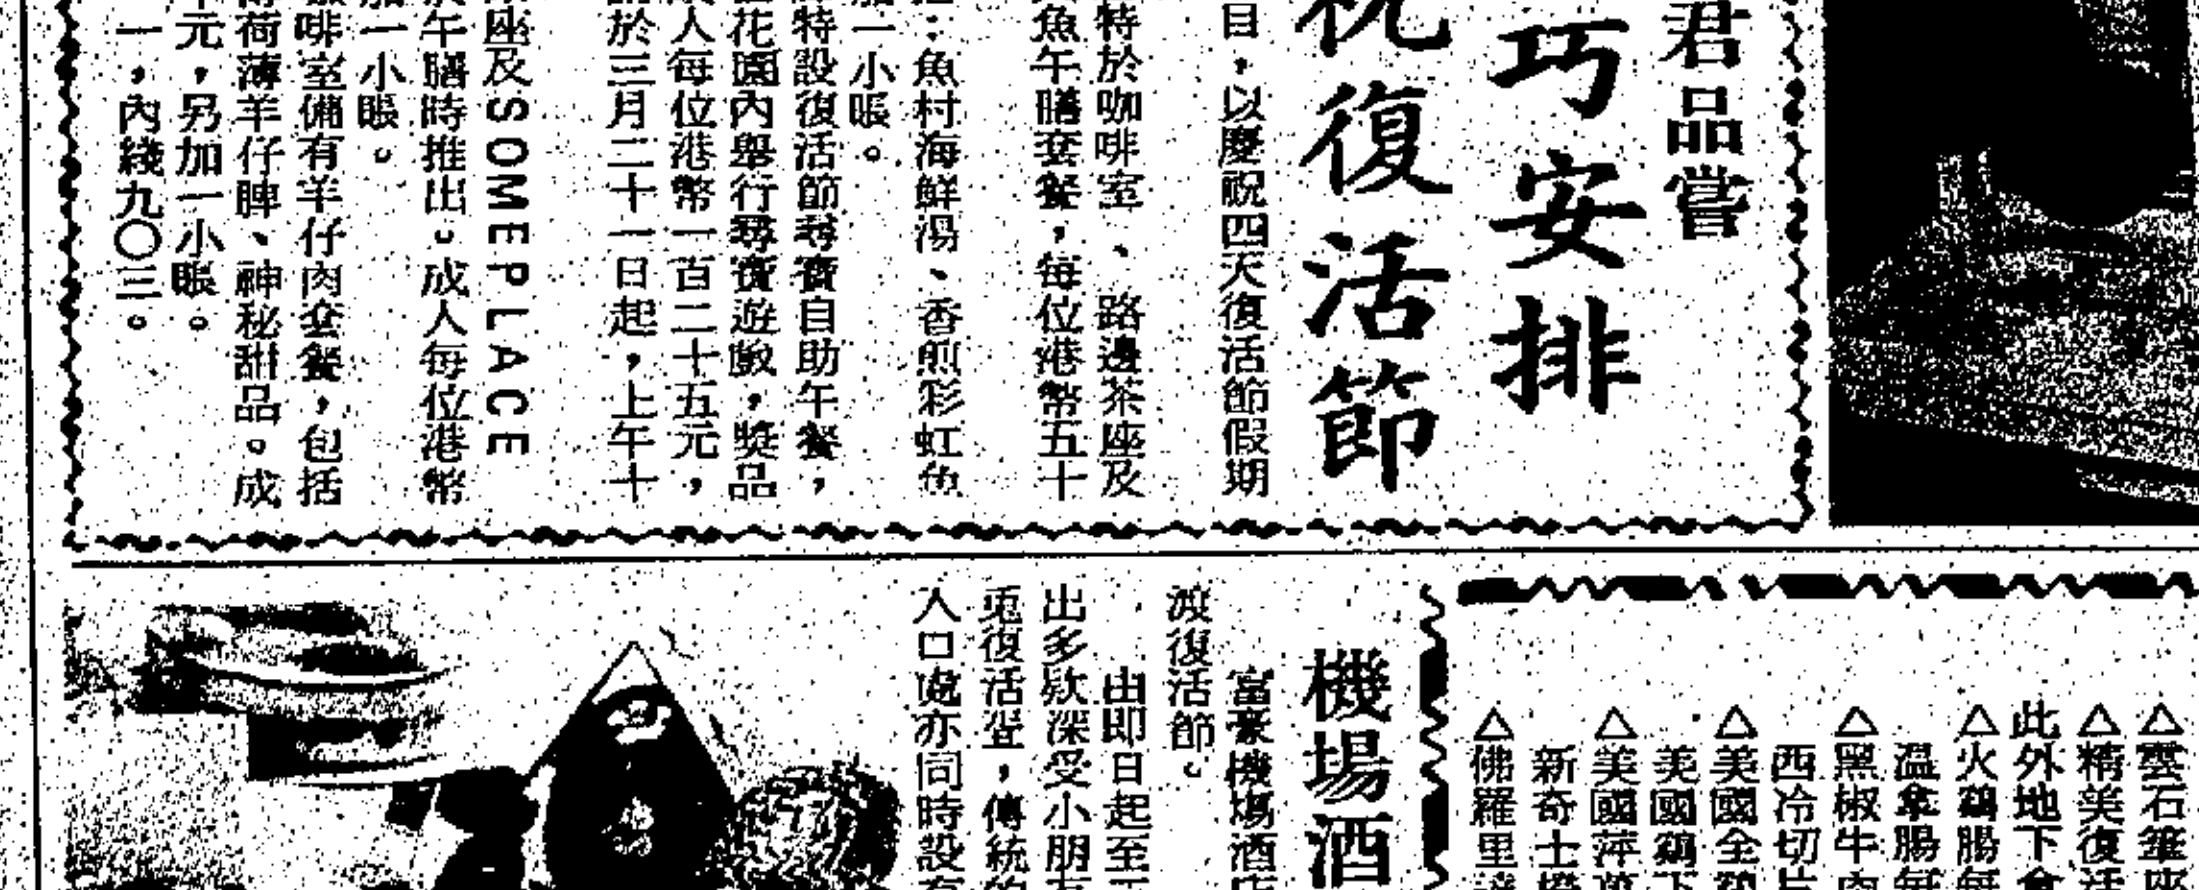 君品嘗
巧安排
祝復活節
目，以慶祝四天復活節假期
特於咖啡室、路邊茶座及
魚午膳套餐，每位港幣五十
：魚村海鮮湯、香煎彩虹魚
加一小賬。
特設復活節尋寶自助午餐，
花園內舉行尋寶遊戲，獎品
人每位港幣一百二十五元，
於三月二十一日起，上午十
座及SOMEPLACE
午膳時推出。成人每位港幣
加一小賬。
啡室備有羊仔肉套餐，包括
薄荷薄羊仔脾、神秘甜品。成
元，另加一小賬。
一，內綫九〇三。
機場酒
富豪機場酒店
渡復活節。
由即日起至
出多款深受小朋友
兎復活蛋，傳統的
入口處亦同時設有
△雲石
△精美復活
此外地下
△火鷄腸每
溫拿腸每
△黑椒牛肉
西冷切片
△美國全鷄
美國鷄下
△美國萍
新奇士橙
△佛羅里達